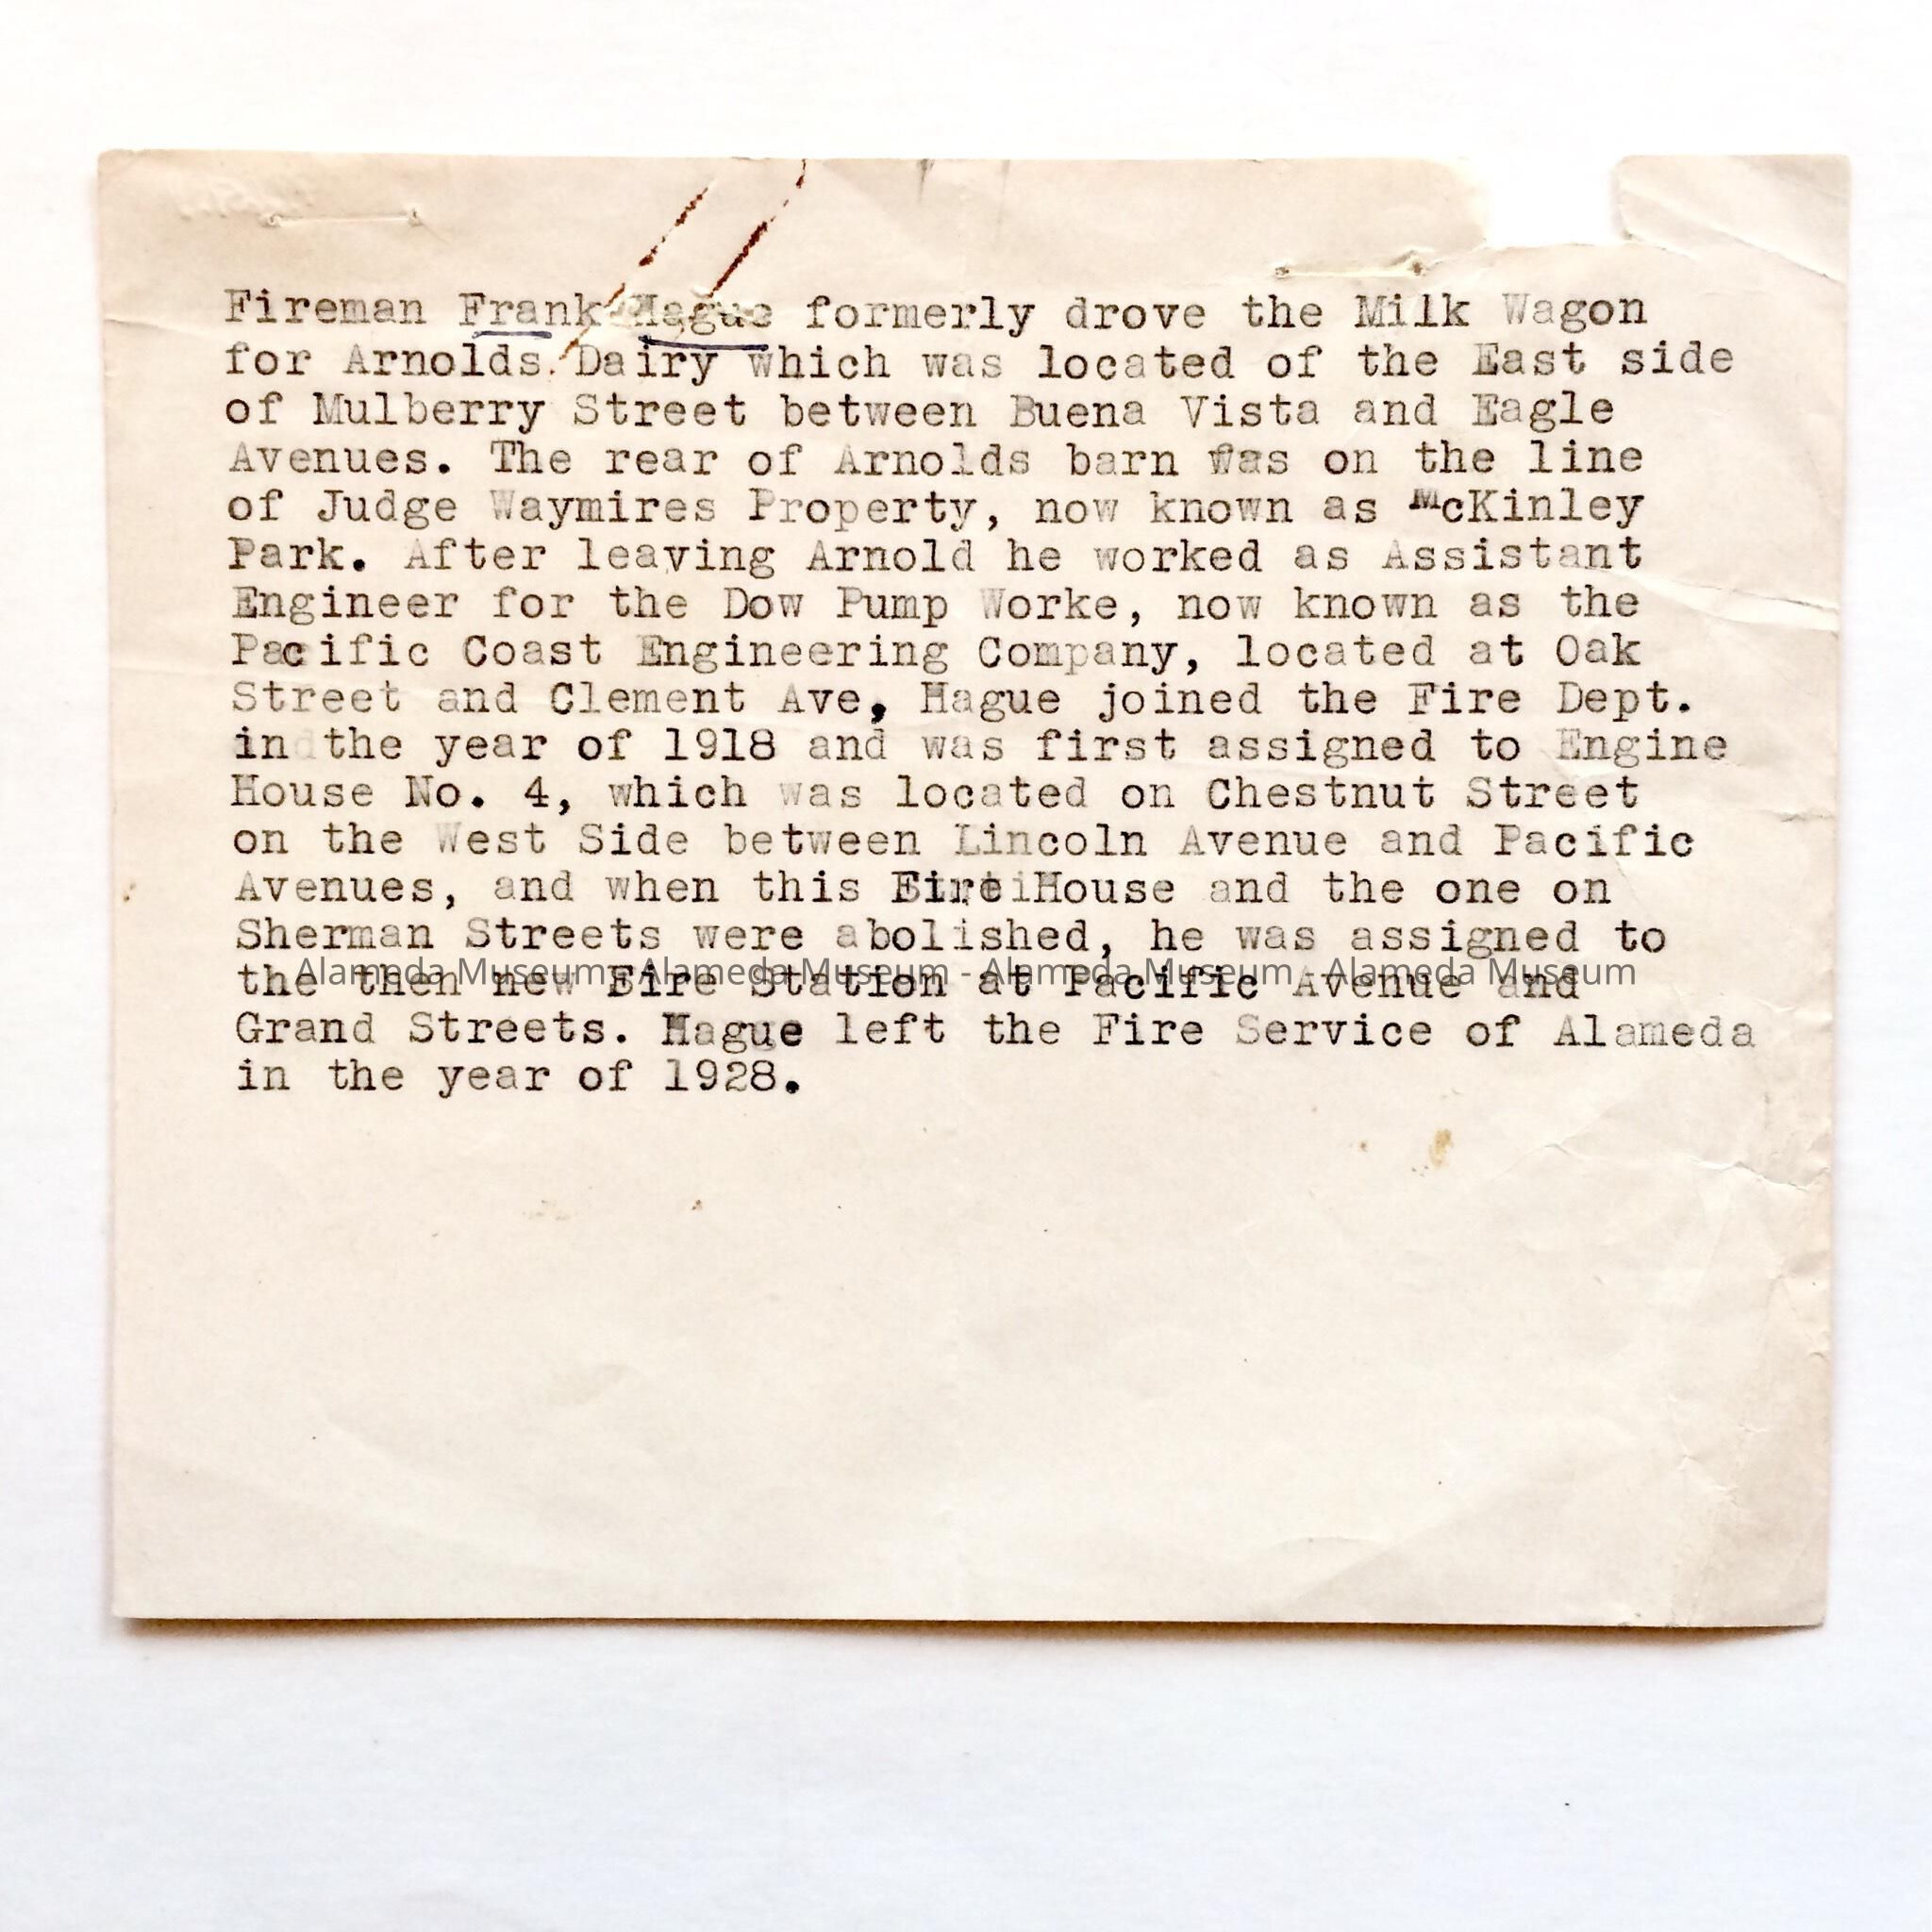 Fireman Frank Hague formerly drove the Milk Wagon
for Arnolds Dairy which was located of the East side
of Mulberry Street between Buena Vista and Eagle
Avenues. The rear of Arnolds barn was on the line
of Judge Waymires Property, now known as McKinley
Park. After leaving Arnold he worked as Assistant
Engineer for the Dow Pump Worke, now known as the
Pacific Coast Engineering Company, located at Oak
Street and Clement Ave, Hague joined the Fire Dept.
in the year of 1918 and was first assigned to Engine
House No. 4, which was located on Chestnut Street
on the West Side between Lincoln Avenue and Pacific
Avenues, and when this Fire House and the one on
Sherman Streets were abolished, he was assigned to
Alameda Museum - Alameda Museum - Alameda Museum - Alameda Museum
the then new Fire Station at Pacific Avenue and
Grand Streets. Hague left the Fire Service of Alameda
in the year of 1928.